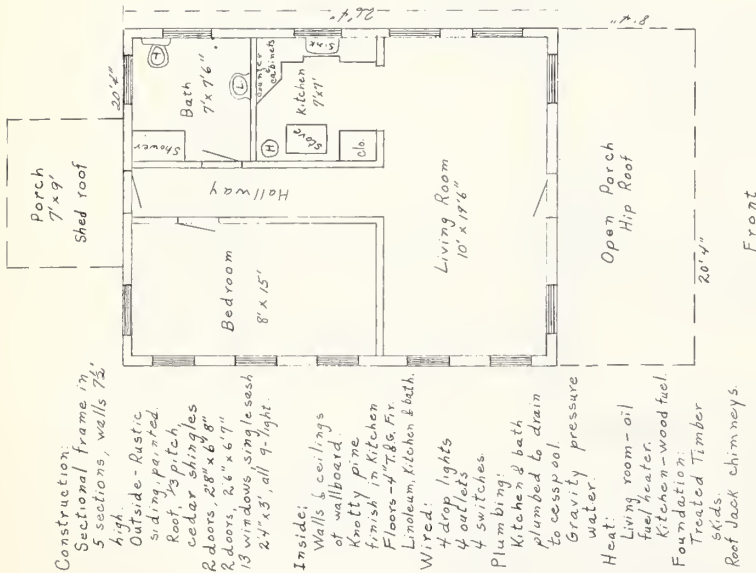 Construction:
Sectional frame in
5 sections, walls 7½'
high.
Outside-Rustic
siding, painted.
Roof, ⅓ pitch,
cedar shingles
2 doors, 2'8" x 6'8"
2 doors, 2'6" x 6'9"
13 windows single sash
24" x 3', all 9-light.
Inside:
Walls & ceilings
of wallboard.
Knotty pine
finish in Kitchen
Floors-4" T.&G. Fir.
Linoleum, Kitchen & bath.
Wired:
4 drop lights
4 outlets
4 switches
Plumbing:
Kitchen & bath
plumbed to drain
to cesspool.
Gravity pressure
water.
Heat:
Living room-oil
fuel heater.
Kitchen-wood fuel.
Foundation:
Treated Timber
skids.
Roof Jack chimneys.
Porch
7'x9'
Shed roof
20'4"
26'4"
8'4"
Bath
7'x7'6"
T
L
Shower
Counter
cabinets
Sink
Kitchen
7'x7'
H
Stove
Clo.
Hallway
Bedroom
8' x 15'
Living Room
10' x 19'6"
Open Porch
Hip Roof
20'4"
Front